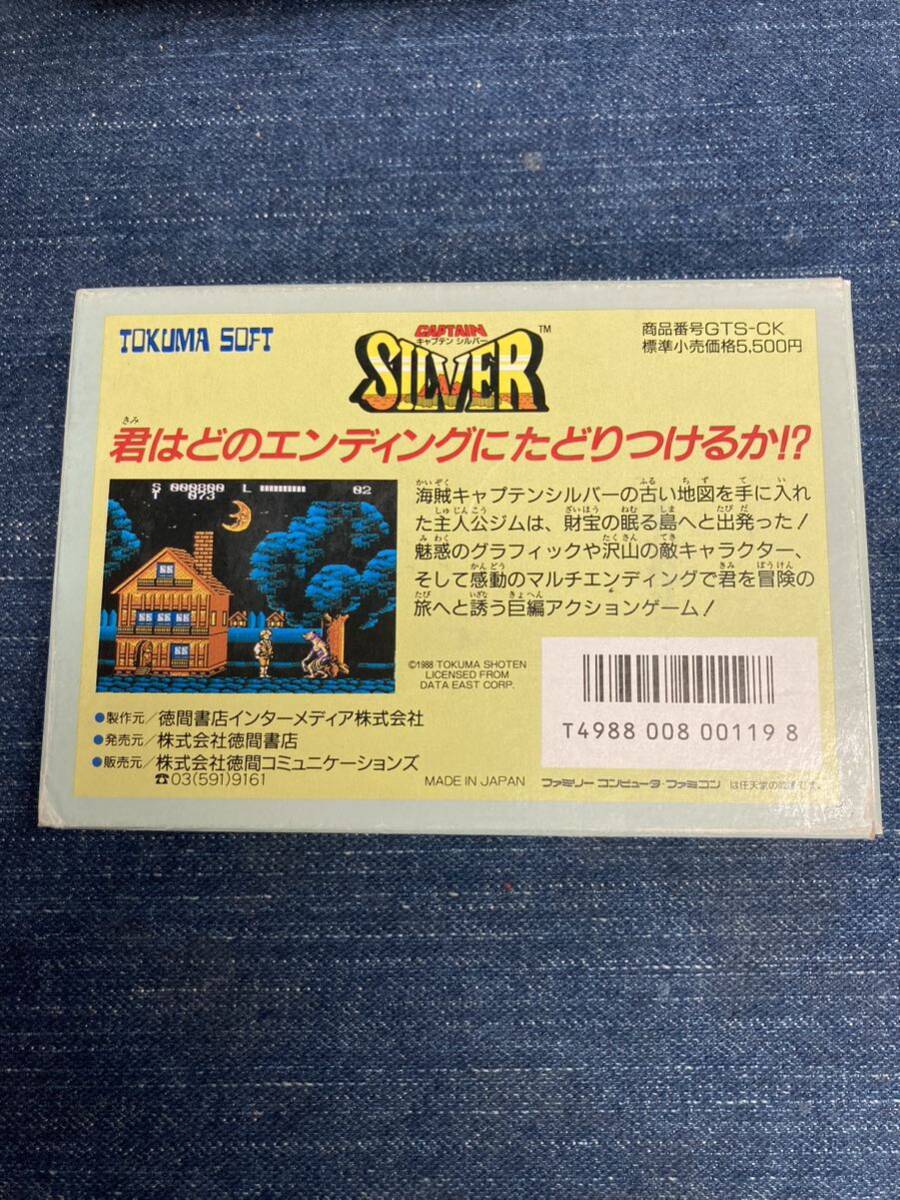 TOKUMA SOFT
CAPTAIN
キャプテン シルバー
SILVER™
商品番号GTS-CK
標準小売価格5,500円
君はどのエンディングにたどりつけるか!?
S 000800 L 02
T 073
海賊キャプテンシルバーの古い地図を手に入れ
た主人公ジムは、財宝の眠る島へと出発った!
魅惑のグラフィックや沢山の敵キャラクター、
そして感動のマルチエンディングで君を冒険の
旅へと誘う巨編アクションゲーム!
©1988 TOKUMA SHOTEN
LICENSED FROM
DATA EAST CORP.
T4988 008 00119 8
●製作元/徳間書店インターメディア株式会社
●発売元/株式会社徳間書店
●販売元/株式会社徳間コミュニケーションズ
☎03(591)9161
MADE IN JAPAN
ファミリーコンピュータ・ファミコン は任天堂の商標です。